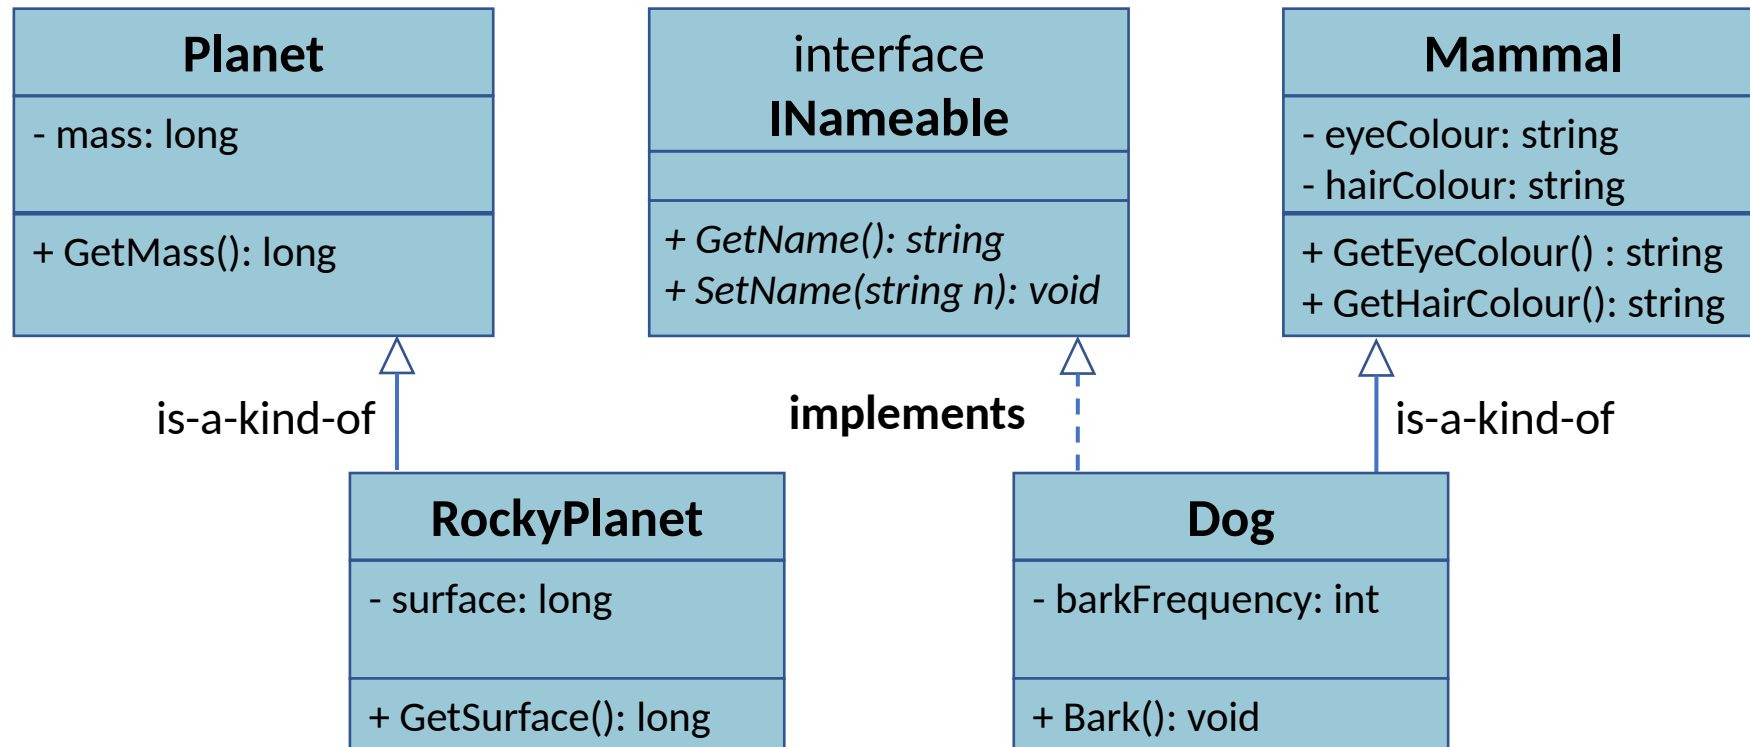 Planet
- mass: long
+ GetMass(): long
interface
INameable
+ GetName(): string
+ SetName(string n): void
Mammal
- eyeColour: string
- hairColour: string
+ GetEyeColour() : string
+ GetHairColour(): string
is-a-kind-of
implements
is-a-kind-of
RockyPlanet
- surface: long
+ GetSurface(): long
Dog
- barkFrequency: int
+ Bark(): void